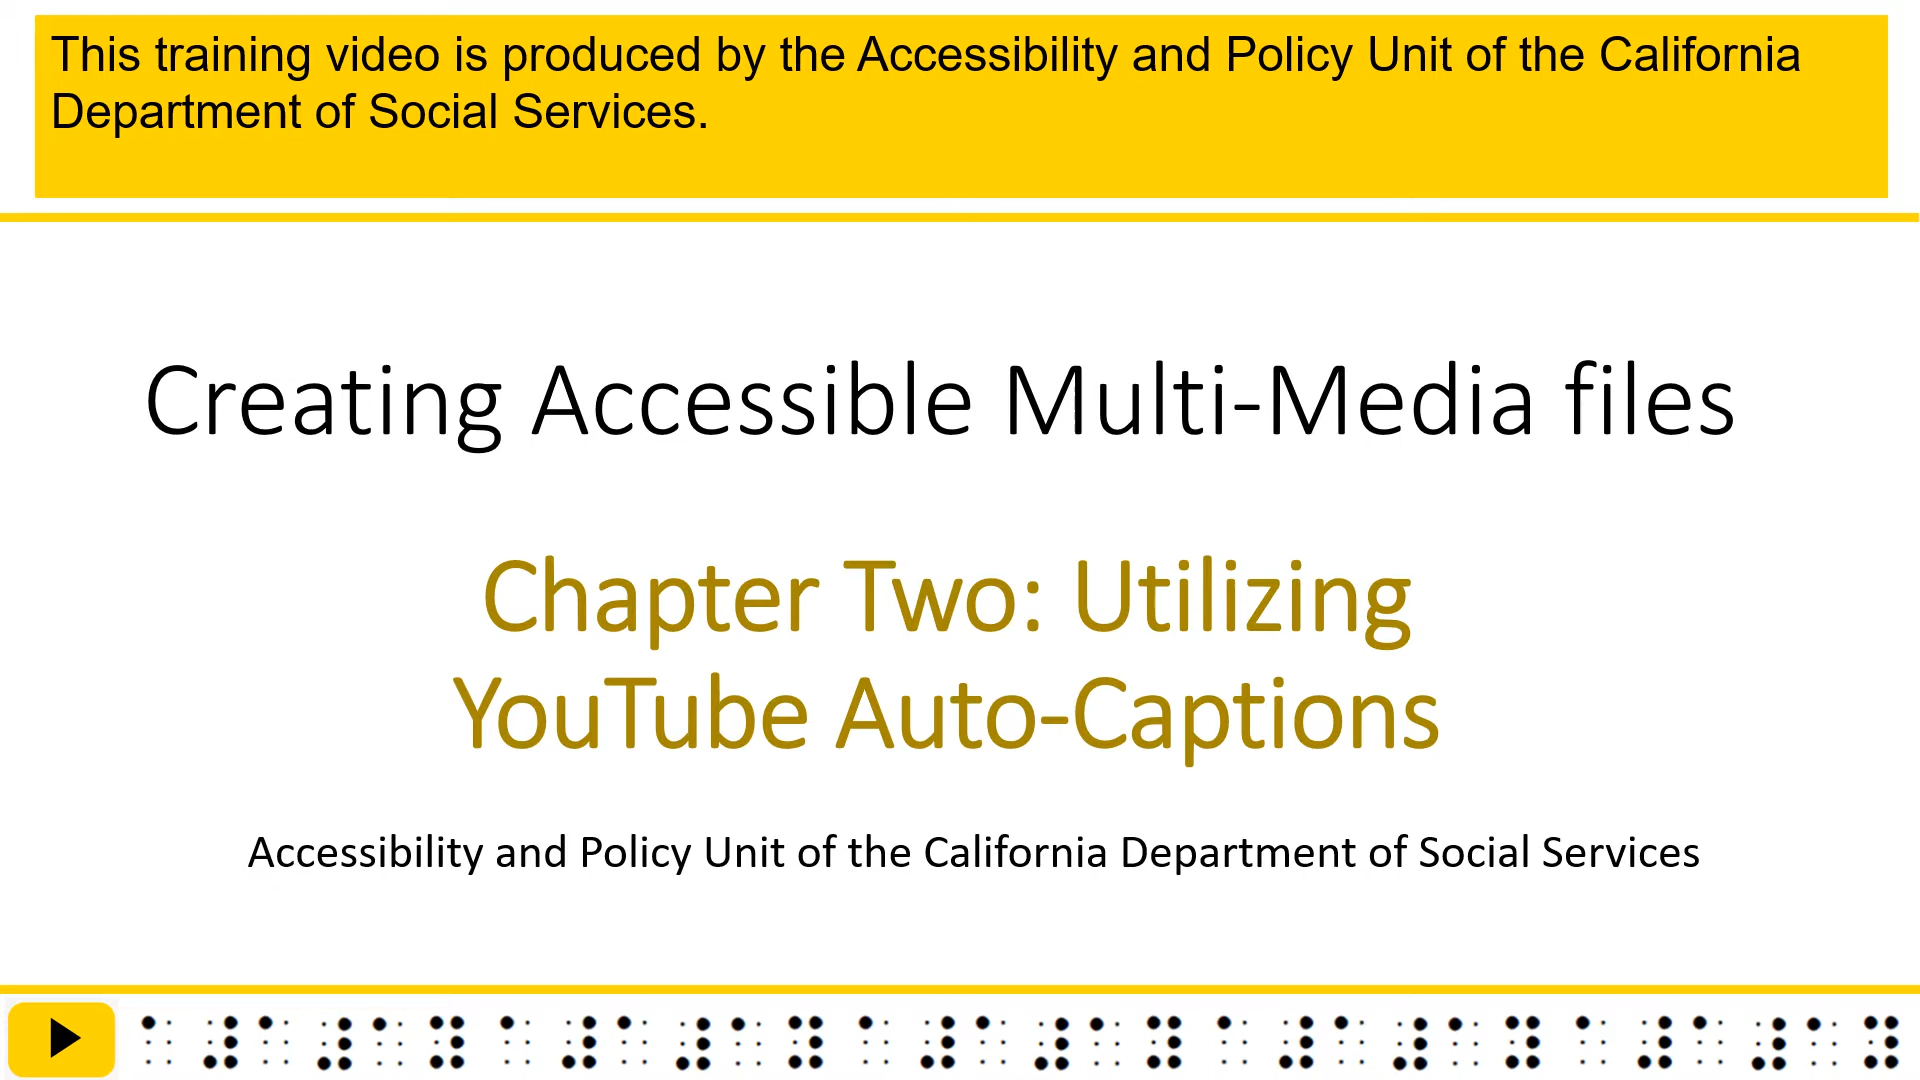 This training video is produced by the Accessibility and Policy Unit of the California
Department of Social Services.
Creating Accessible Multi-Media files
Chapter Two: Utilizing
YouTube Auto-Captions
Accessibility and Policy Unit of the California Department of Social Services